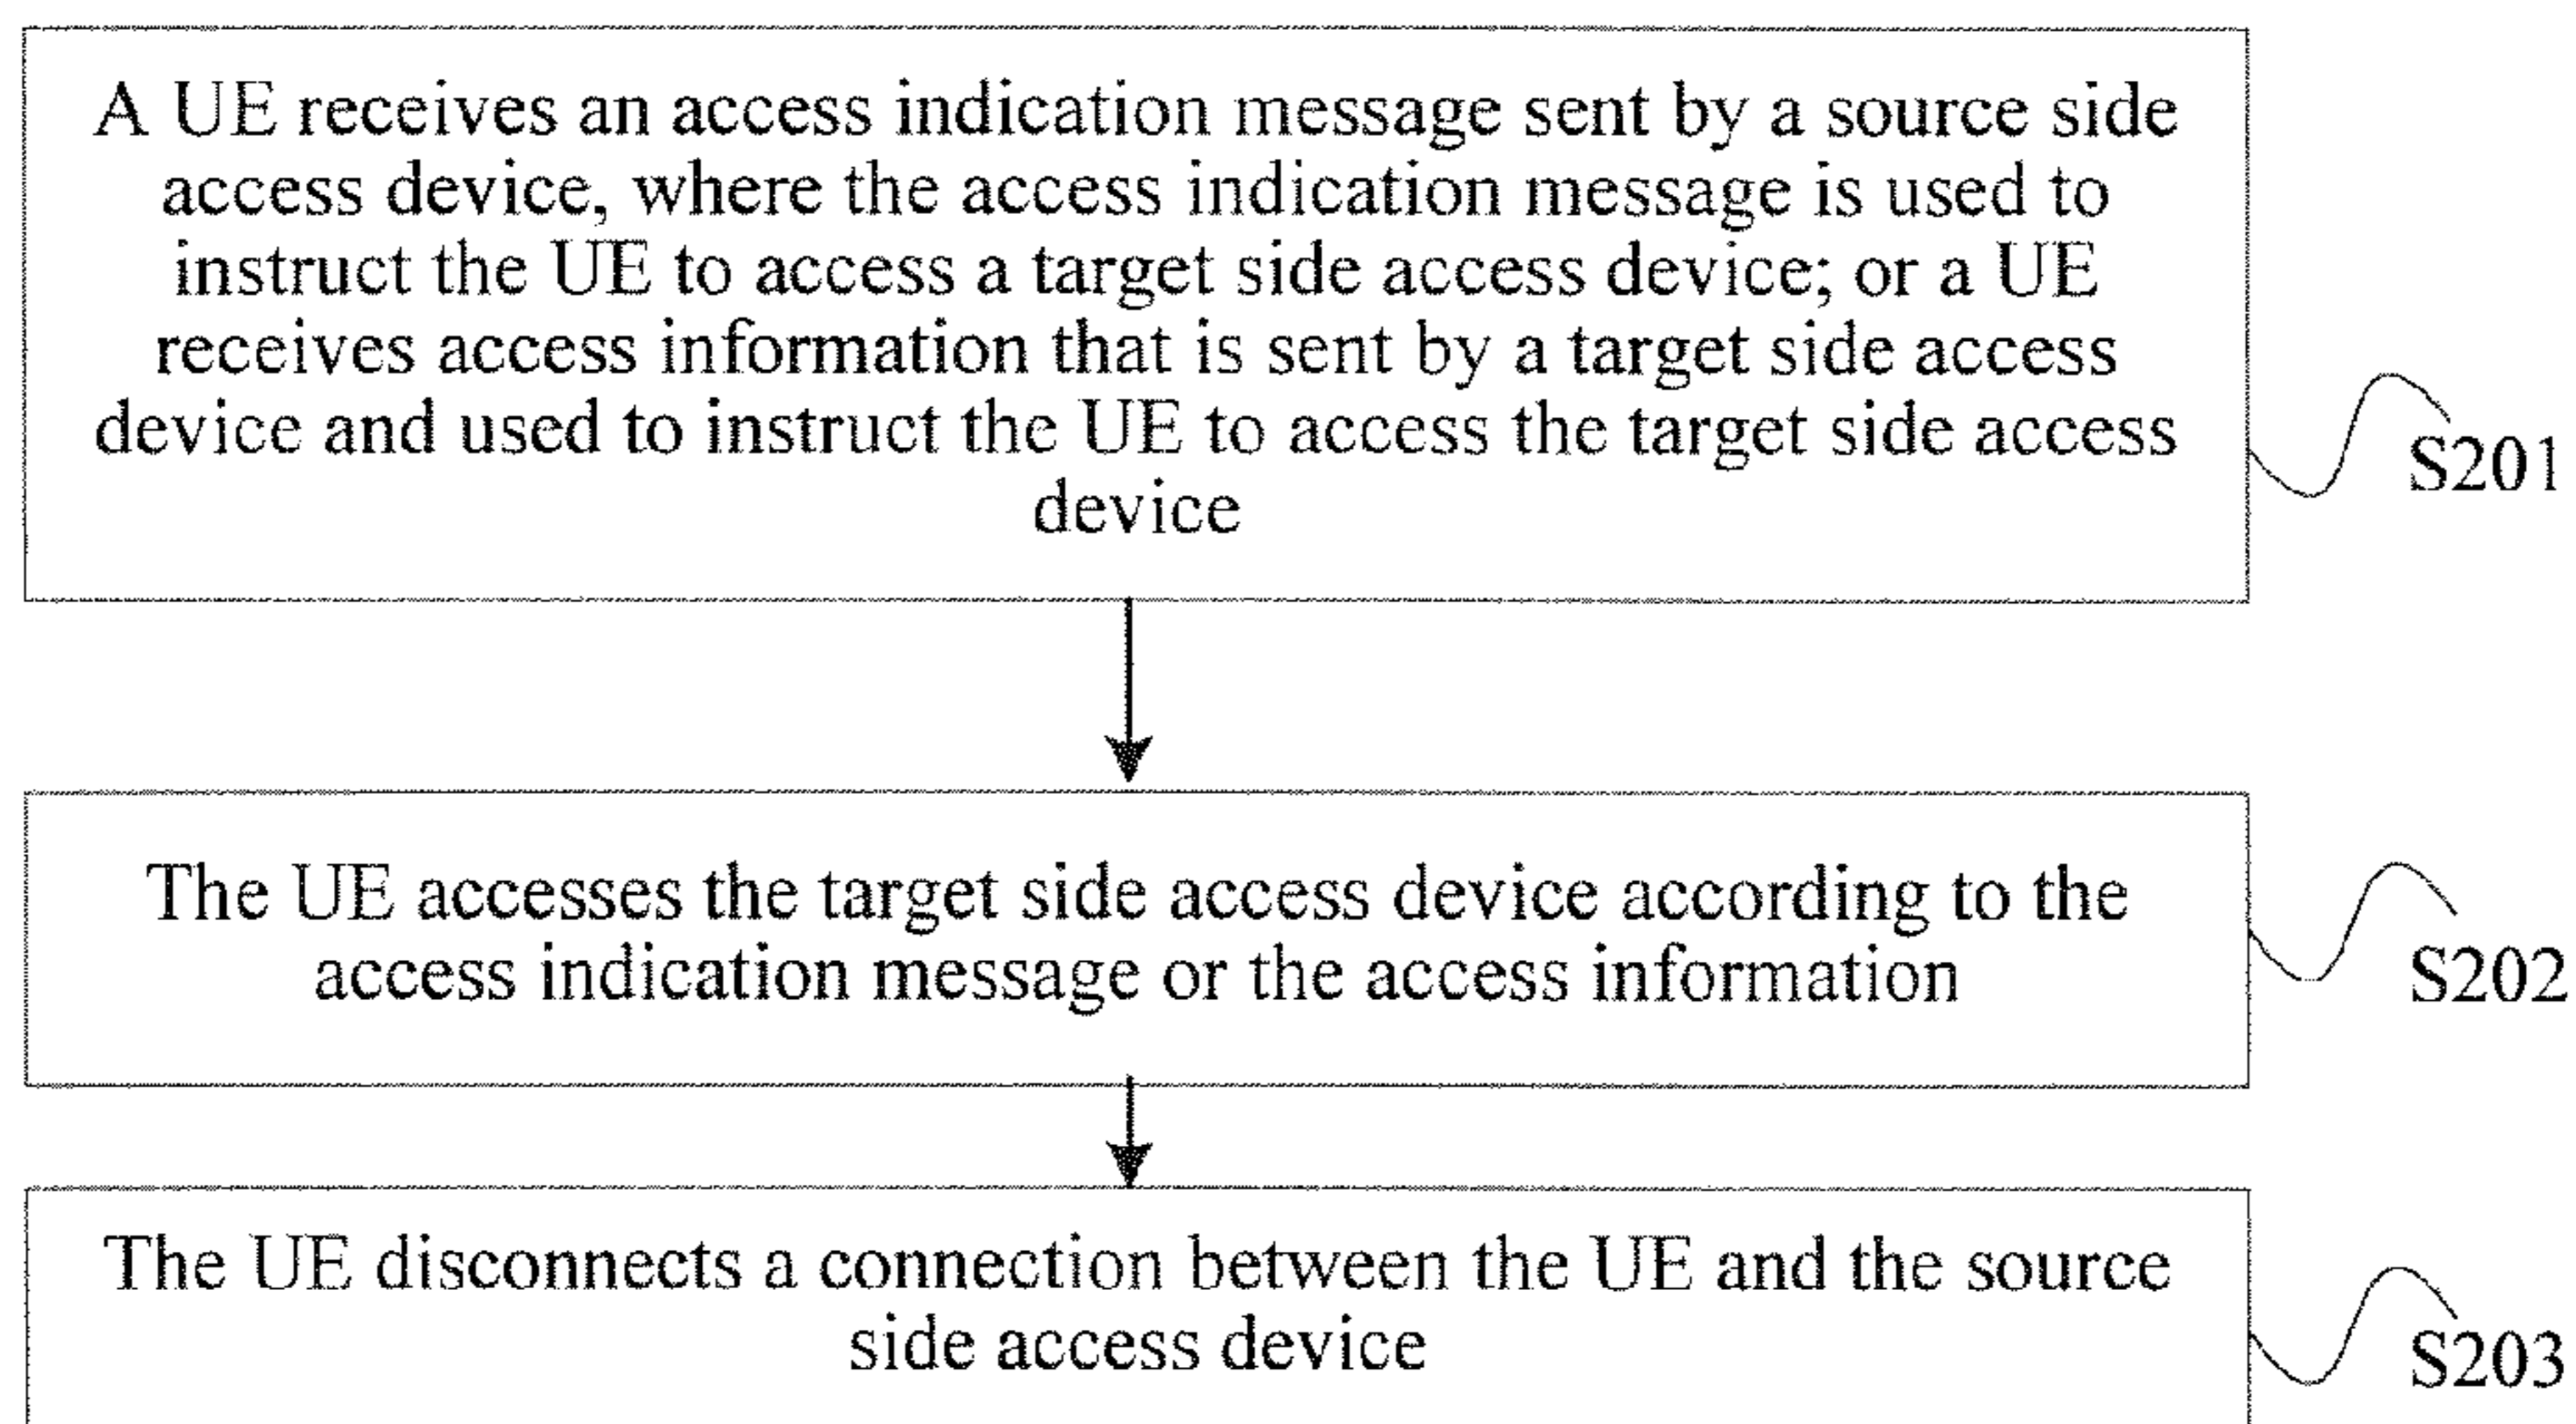 A UE receives an access indication message sent by a source side
access device, where the access indication message is used to
instruct the UE to access a target side access device; or a UE
receives access information that is sent by a target side access
device and used to instruct the UE to access the target side access
device
S201
The UE accesses the target side access device according to the
access indication message or the access information
S202
The UE disconnects a connection between the UE and the source
side access device
S203